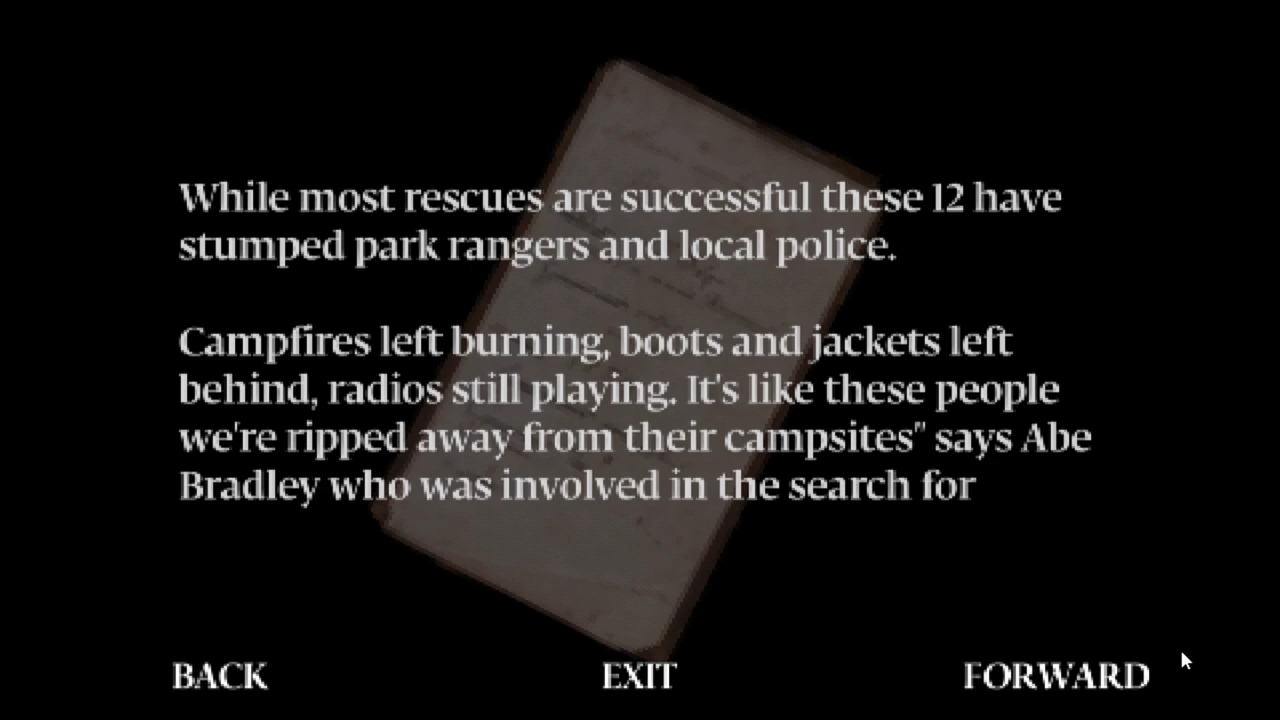 While most rescues are successful these 12 have
stumped park rangers and local police.
Campfires left burning, boots and jackets left
behind, radios still playing. It's like these people
we're ripped away from their campsites" says Abe
Bradley who was involved in the search for
BACK
EXIT
FORWARD